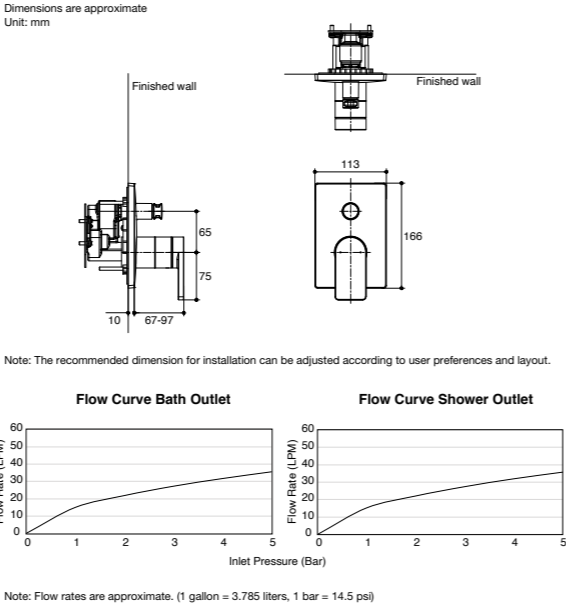 Dimensions are approximate
Unit: mm
Finished wall
Finished wall
113
65
166
75
10
67-97
Note: The recommended dimension for installation can be adjusted according to user preferences and layout.
Flow Curve Bath Outlet
60
50
40
30
20
10
0
Flow Rate (LPM)
0 1 2 3 4 5
Flow Curve Shower Outlet
60
50
40
30
20
10
0
Flow Rate (LPM)
0 1 2 3 4 5
Inlet Pressure (Bar)
Note: Flow rates are approximate. (1 gallon = 3.785 liters, 1 bar = 14.5 psi)